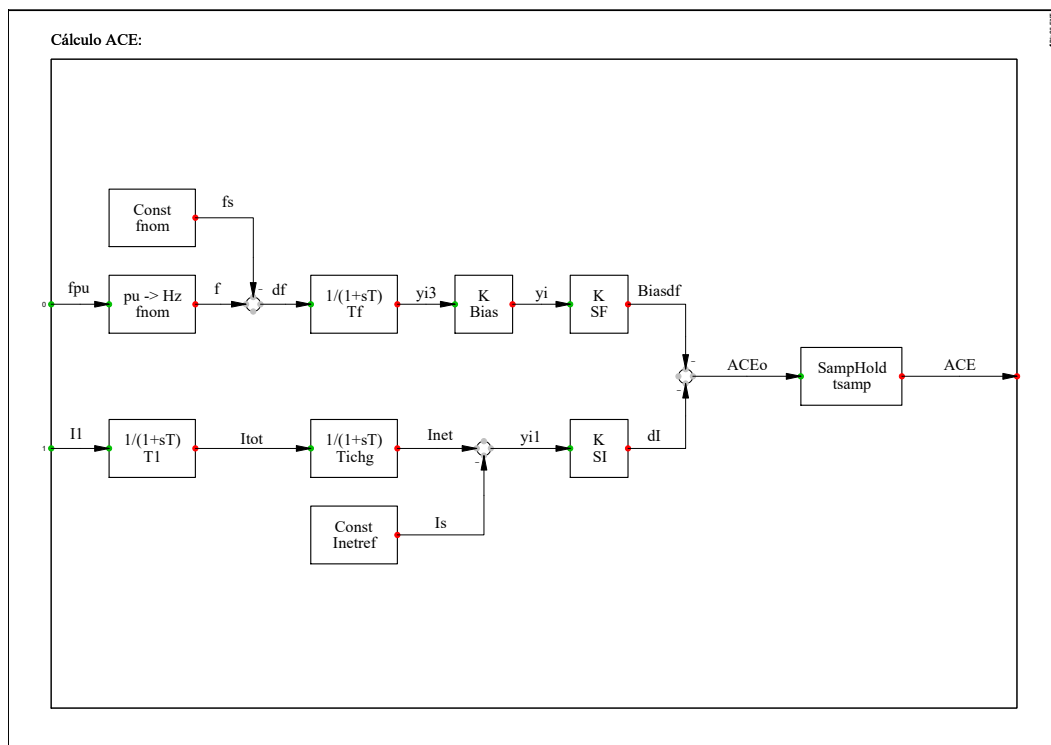 Cálculo ACE:
Const
fnom
fs
0
fpu
pu -> Hz
fnom
f
-
df
1/(1+sT)
Tf
yi3
K
Bias
yi
K
SF
Biasdf
-
-
ACEo
SampHold
tsamp
ACE
1
I1
1/(1+sT)
T1
Itot
1/(1+sT)
Tichg
Inet
-
yi1
K
SI
dI
Const
Inetref
Is